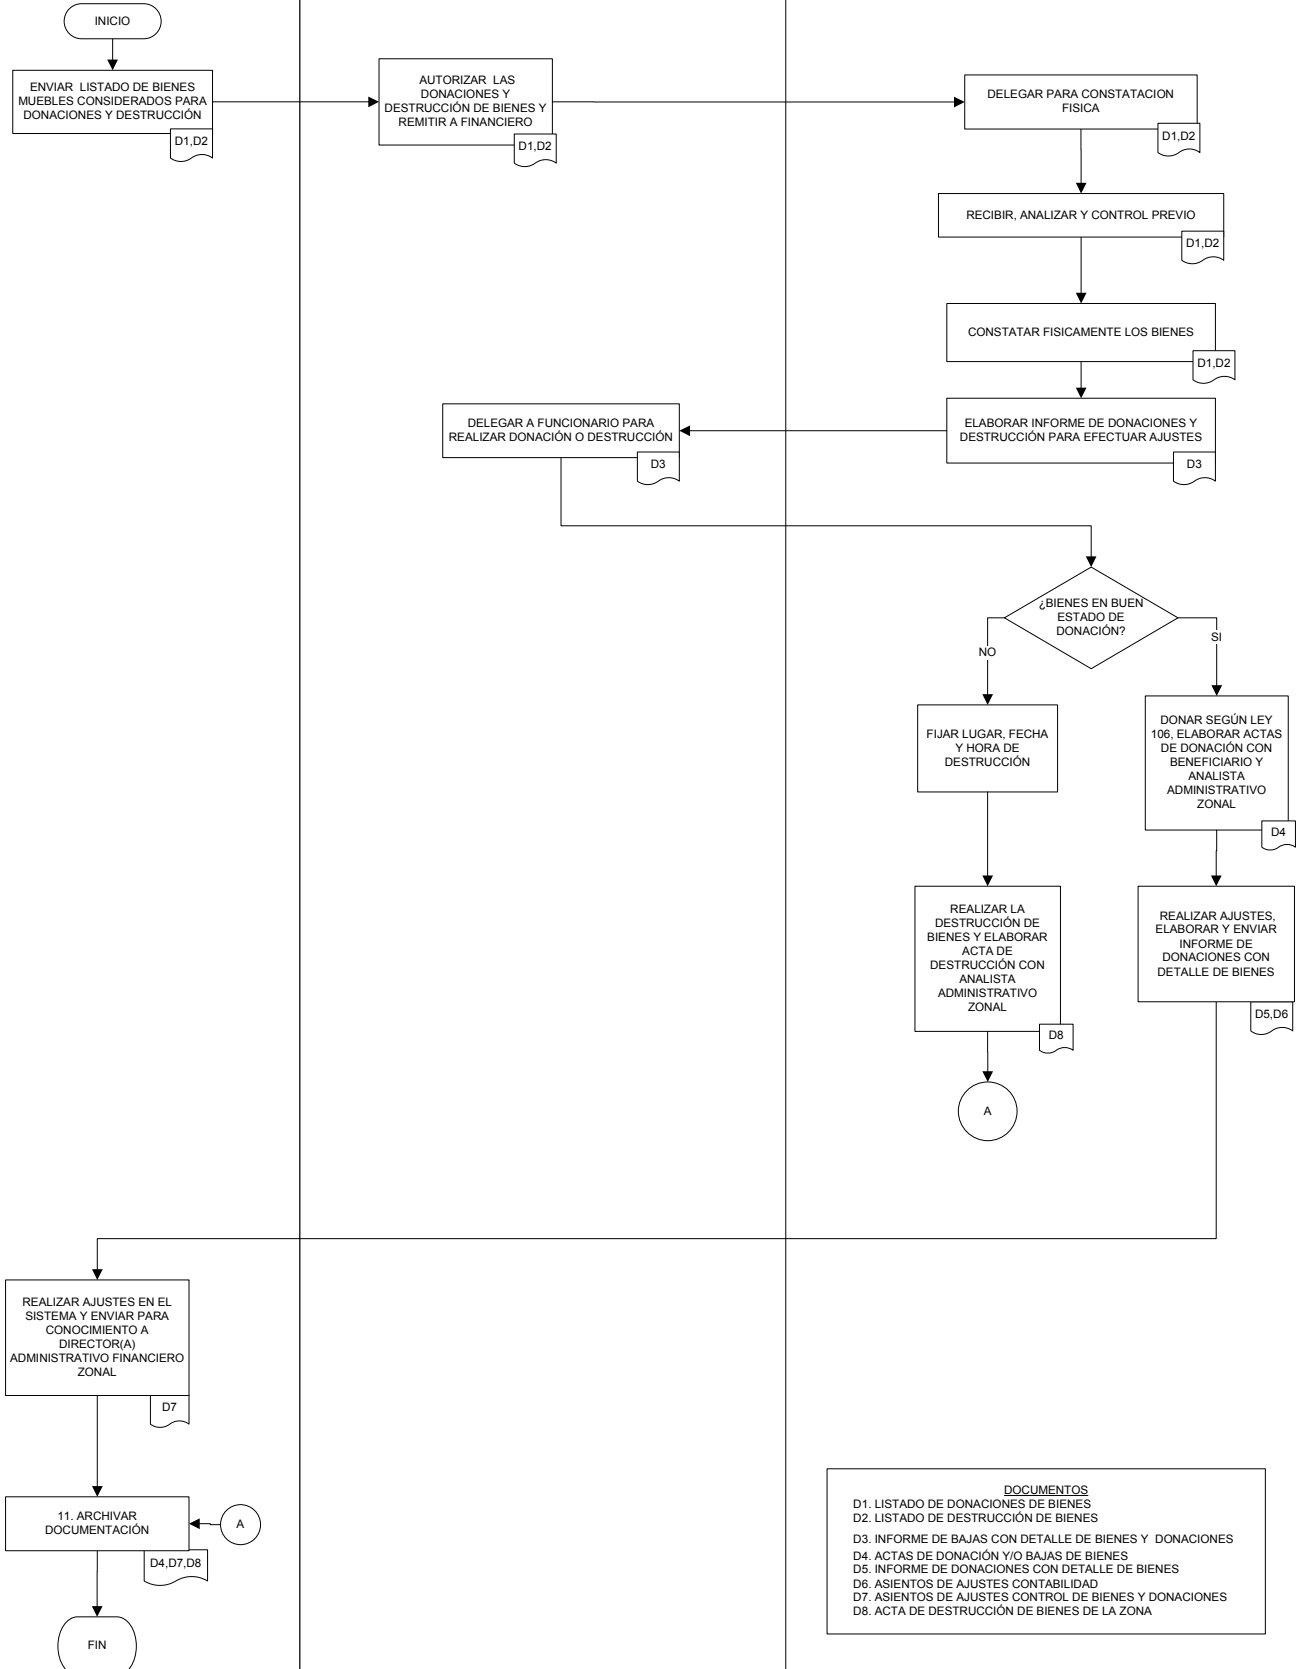 INICIO
ENVIAR LISTADO DE BIENES
MUEBLES CONSIDERADOS PARA
DONACIONES Y DESTRUCCIÓN
D1,D2
AUTORIZAR LAS
DONACIONES Y
DESTRUCCIÓN DE BIENES Y
REMITIR A FINANCIERO
D1,D2
DELEGAR PARA CONSTATACION
FISICA
D1,D2
RECIBIR, ANALIZAR Y CONTROL PREVIO
D1,D2
CONSTATAR FISICAMENTE LOS BIENES
D1,D2
ELABORAR INFORME DE DONACIONES Y
DESTRUCCIÓN PARA EFECTUAR AJUSTES
D3
DELEGAR A FUNCIONARIO PARA
REALIZAR DONACIÓN O DESTRUCCIÓN
D3
¿BIENES EN BUEN
ESTADO DE
DONACIÓN?
NO
SI
FIJAR LUGAR, FECHA
Y HORA DE
DESTRUCCIÓN
DONAR SEGÚN LEY
106, ELABORAR ACTAS
DE DONACIÓN CON
BENEFICIARIO Y
ANALISTA
ADMINISTRATIVO
ZONAL
D4
REALIZAR LA
DESTRUCCIÓN DE
BIENES Y ELABORAR
ACTA DE
DESTRUCCIÓN CON
ANALISTA
ADMINISTRATIVO
ZONAL
D8
REALIZAR AJUSTES,
ELABORAR Y ENVIAR
INFORME DE
DONACIONES CON
DETALLE DE BIENES
D5,D6
A
REALIZAR AJUSTES EN EL
SISTEMA Y ENVIAR PARA
CONOCIMIENTO A
DIRECTOR(A)
ADMINISTRATIVO FINANCIERO
ZONAL
D7
11. ARCHIVAR
DOCUMENTACIÓN
A
D4,D7,D8
FIN
DOCUMENTOS
D1. LISTADO DE DONACIONES DE BIENES
D2. LISTADO DE DESTRUCCIÓN DE BIENES
D3. INFORME DE BAJAS CON DETALLE DE BIENES Y DONACIONES
D4. ACTAS DE DONACIÓN Y/O BAJAS DE BIENES
D5. INFORME DE DONACIONES CON DETALLE DE BIENES
D6. ASIENTOS DE AJUSTES CONTABILIDAD
D7. ASIENTOS DE AJUSTES CONTROL DE BIENES Y DONACIONES
D8. ACTA DE DESTRUCCIÓN DE BIENES DE LA ZONA